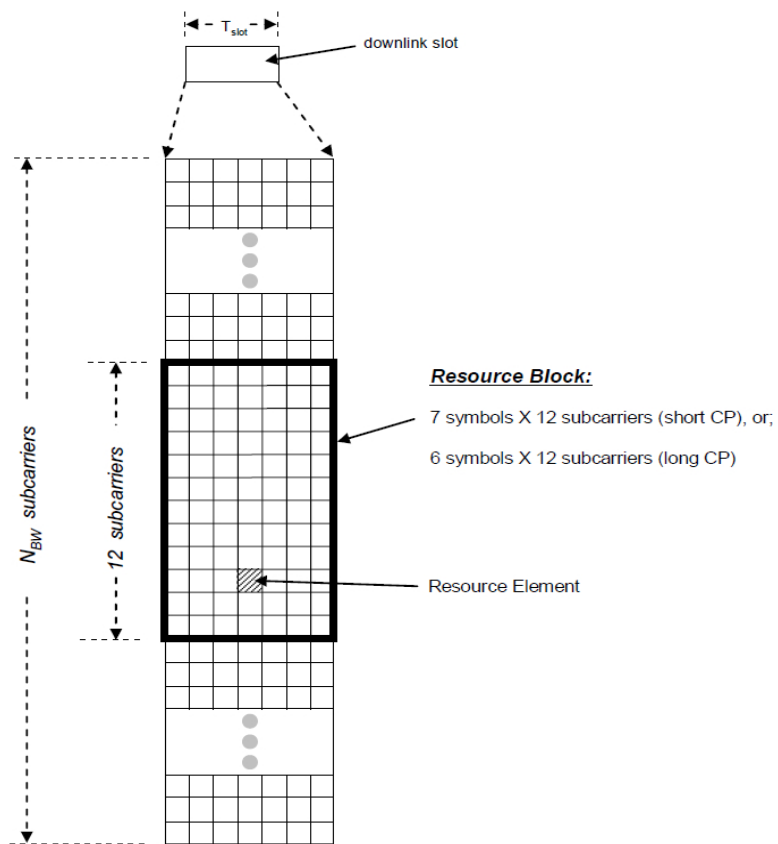 T_slot
downlink slot
N_BW subcarriers
12 subcarriers
Resource Block:
7 symbols X 12 subcarriers (short CP), or;
6 symbols X 12 subcarriers (long CP)
Resource Element